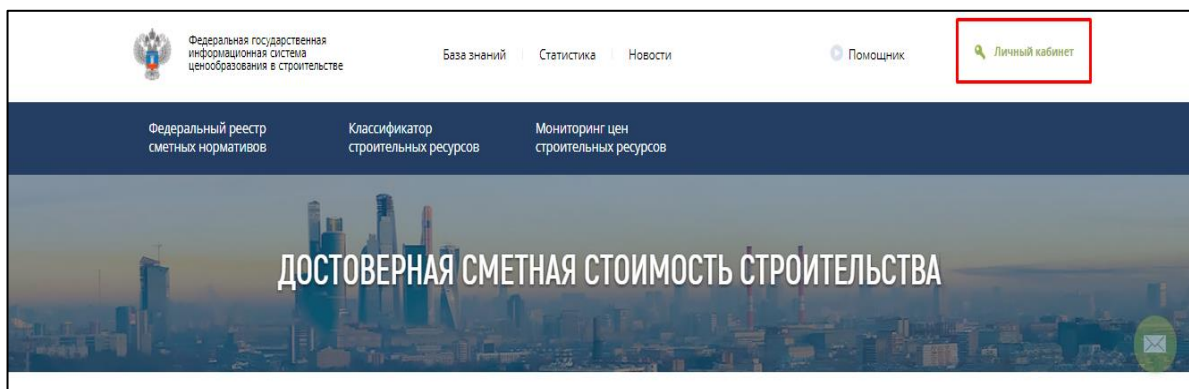 Федеральная государственная
информационная система
ценообразования в строительстве
База знаний
Статистика
Новости
Помощник
Личный кабинет
Федеральный реестр
сметных нормативов
Классификатор
строительных ресурсов
Мониторинг цен
строительных ресурсов
ДОСТОВЕРНАЯ СМЕТНАЯ СТОИМОСТЬ СТРОИТЕЛЬСТВА